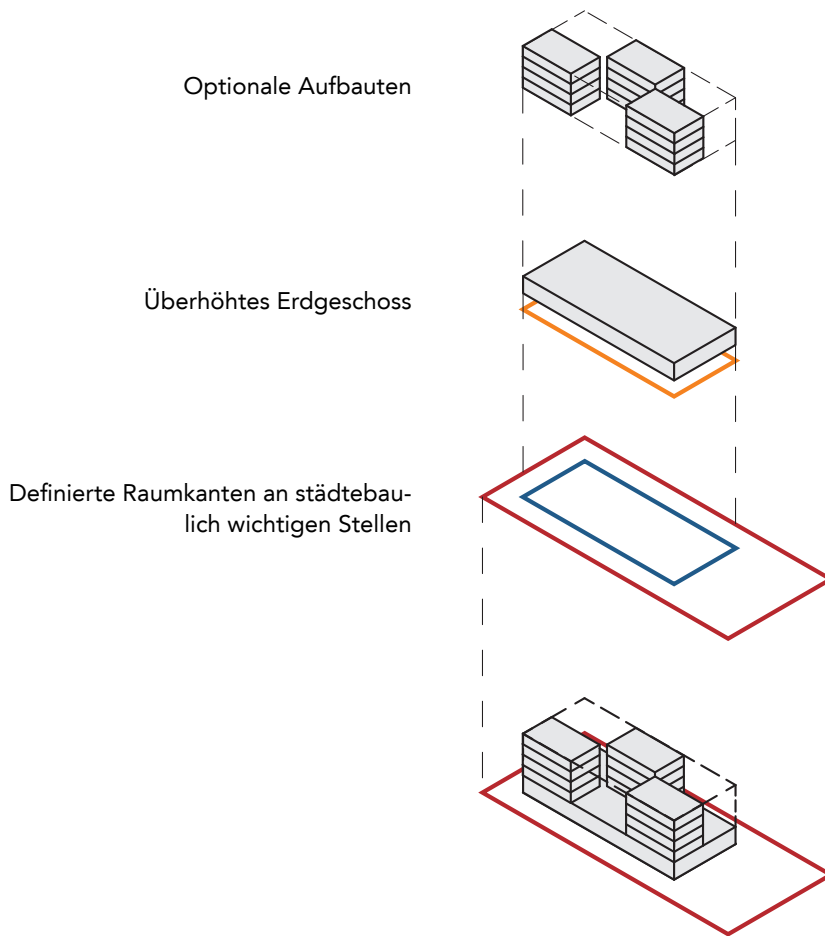 Optionale Aufbauten
Überhöhtes Erdgeschoss
Definierte Raumkanten an städtebau-
lich wichtigen Stellen